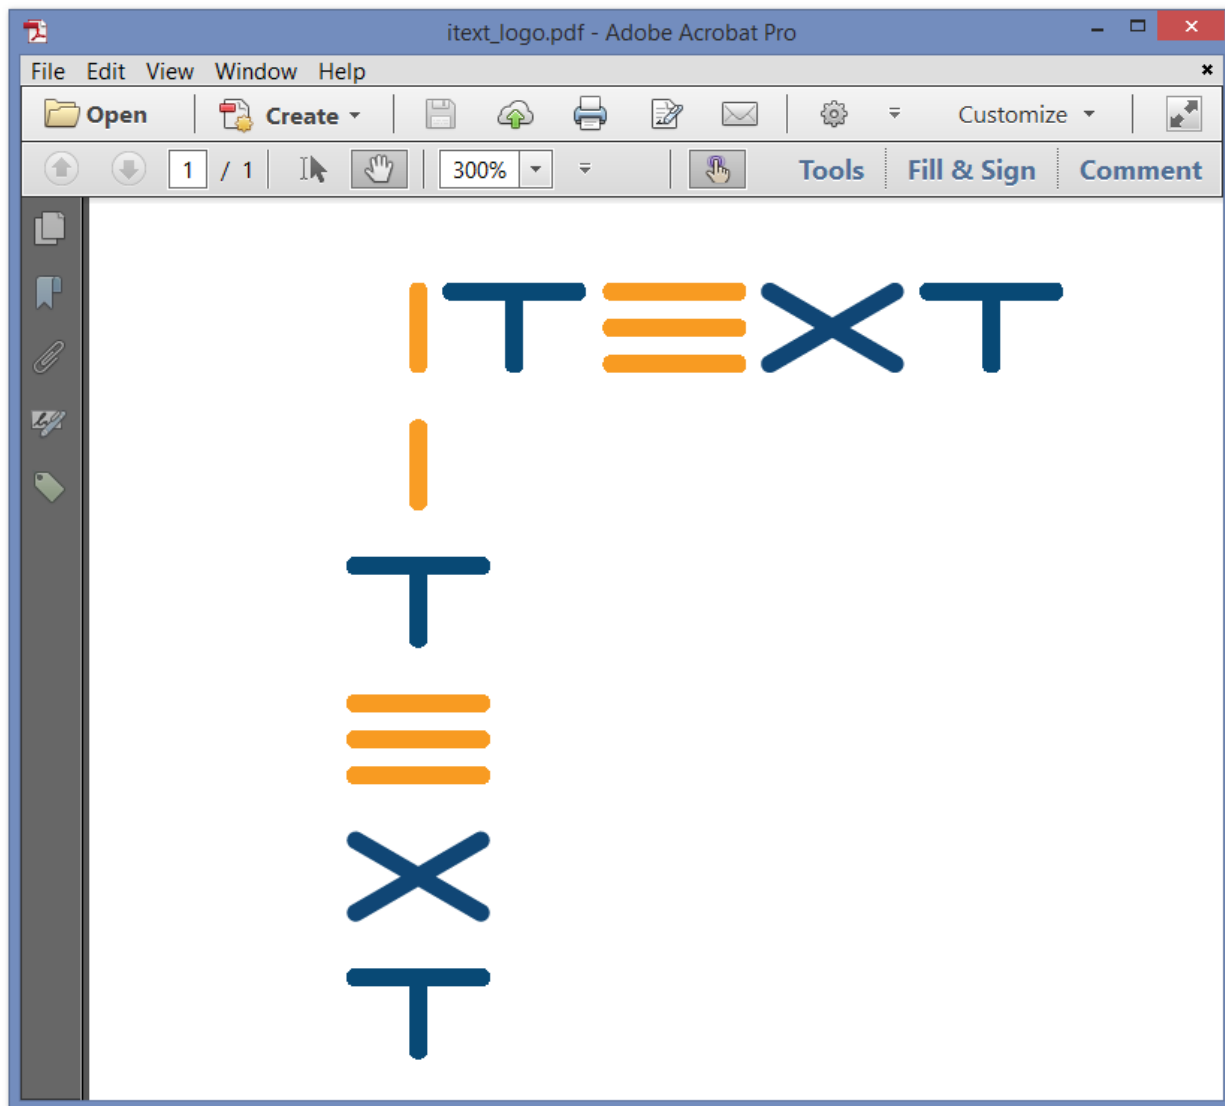 itext_logo.pdf - Adobe Acrobat Pro
File Edit View Window Help
Open Create Customize
1 / 1 300% Tools Fill & Sign Comment
ITEXT
I
T
E
X
T